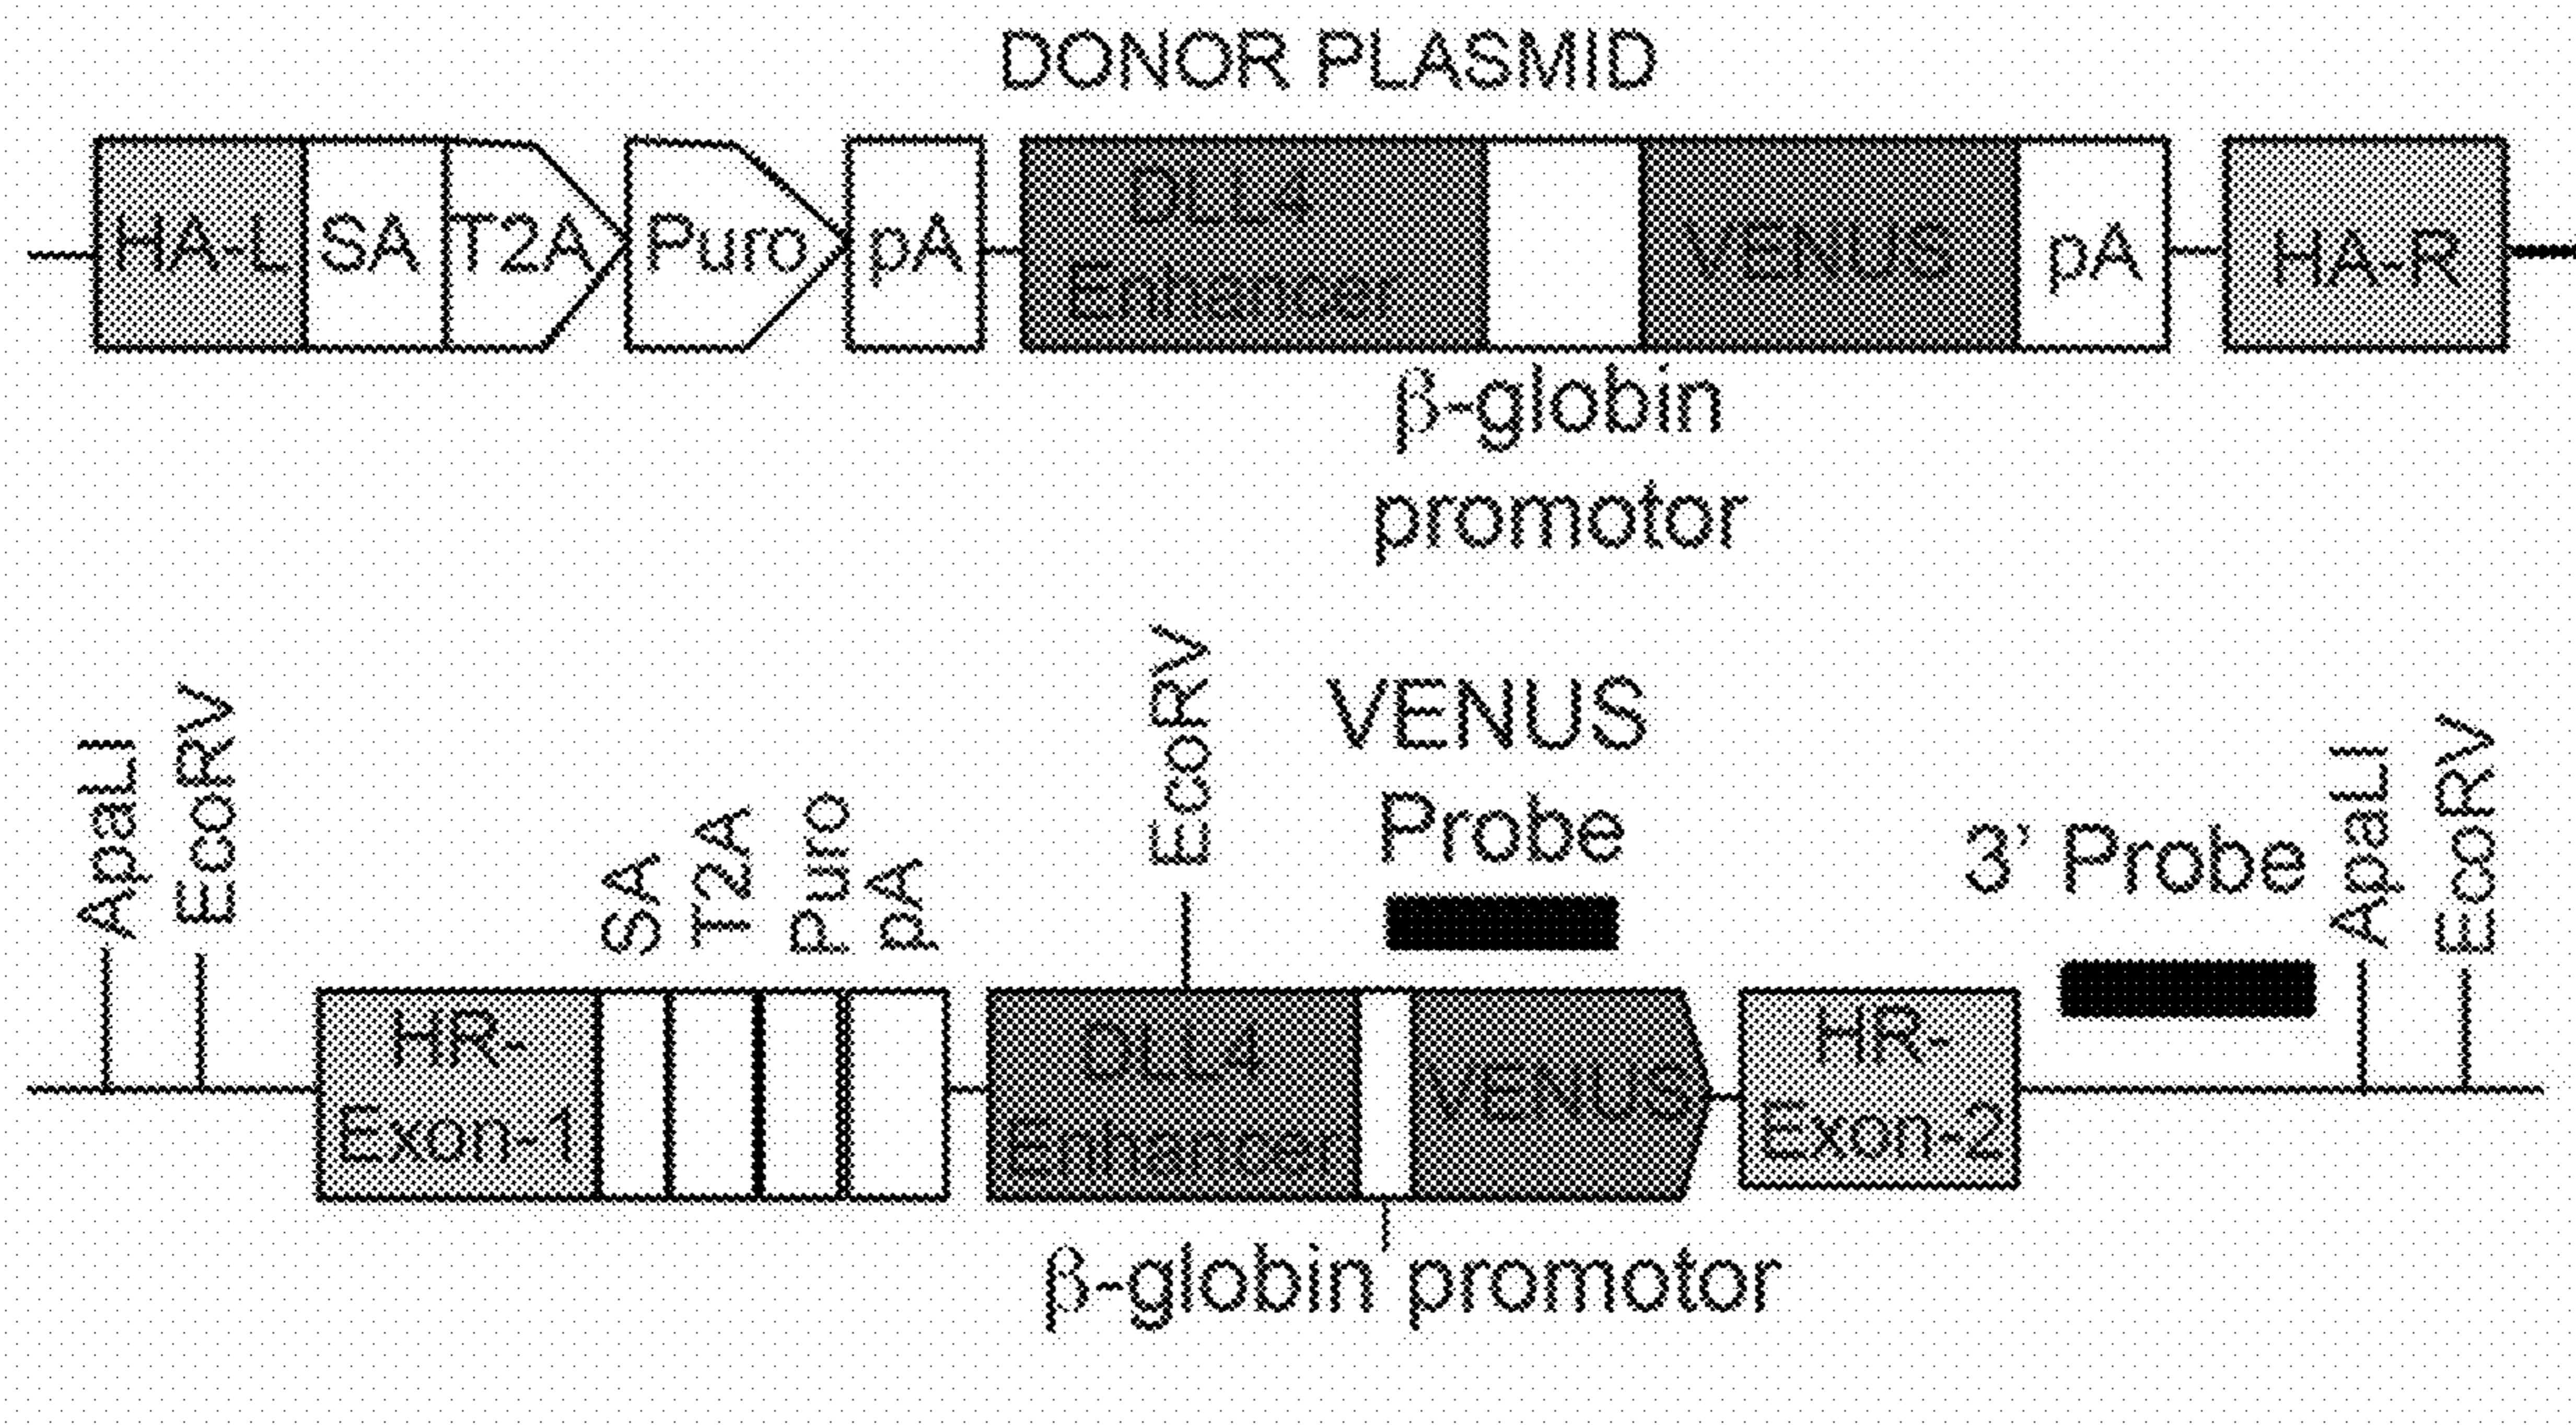 DONOR PLASMID
HA-L SA T2A Puro pA DLL4 Enhancer VENUS pA HA-R
β-globin
promotor
ApaLI EcoRV SA T2A Puro pA EcoRV
VENUS
Probe
3' Probe
ApaLI EcoRV
HR-
Exon-1
DLL4
Enhancer
VENUS
HR-
Exon-2
β-globin promotor